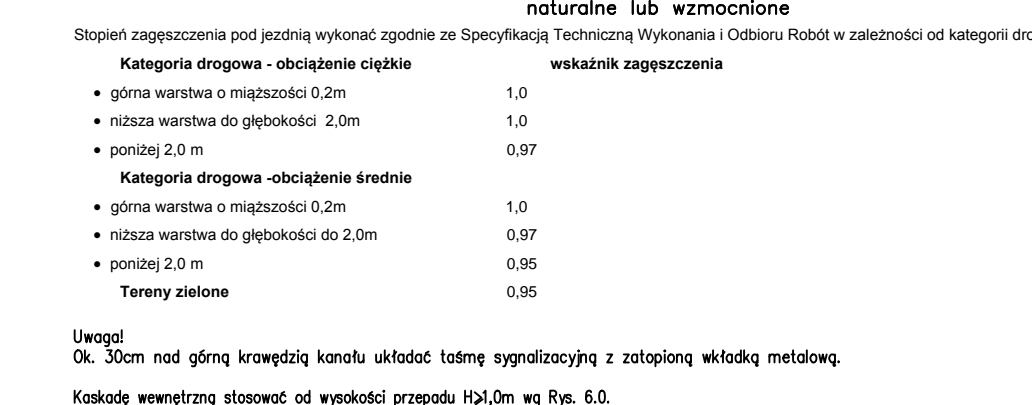 naturalne lub wzmocnione
Stopień zagęszczenia pod jezdnią wykonać zgodnie ze Specyfikacją Techniczną Wykonania i Odbioru Robót w zależności od kategorii
Kategoria drogowa - obciążenie ciężkie wskaźnik zagęszczenia
• górna warstwa o miąższości 0,2m 1,0
• niższa warstwa do głębokości 2,0m 1,0
• poniżej 2,0 m 0,97
Kategoria drogowa -obciążenie średnie
• górna warstwa o miąższości 0,2m 1,0
• niższa warstwa do głębokości do 2,0m 0,97
• poniżej 2,0 m 0,95
Tereny zielone 0,95
Uwaga!
Ok. 30cm nad górną krawędzią kanału układać taśmę sygnalizacyjną z zatopioną wkładką metalową.
Kaskadę wewnętrzną stosować od wysokości przepadu H≥1,0m wg Rys. 6.0.